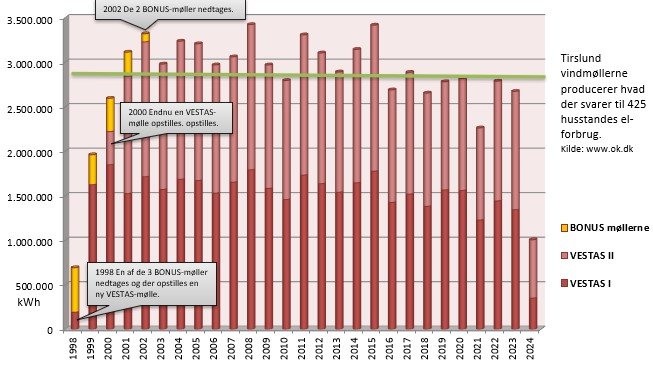 2002 De 2 BONUS-møller nedtages.
3.500.000
3.000.000
2.500.000
2.000.000
1.500.000
1.000.000
500.000
kWh
0
2000 Endnu en VESTAS-
mølle opstilles. opstilles.
1998 En af de 3 BONUS-møller
nedtages og der opstilles en
ny VESTAS-mølle.
1998
1999
2000
2001
2002
2003
2004
2005
2006
2007
2008
2009
2010
2011
2012
2013
2014
2015
2016
2017
2018
2019
2020
2021
2022
2023
2024
Tirslund
vindmøllerne
producerer hvad
der svarer til 425
husstandes el-
forbrug.
Kilde: www.ok.dk
BONUS møllerne
VESTAS II
VESTAS I